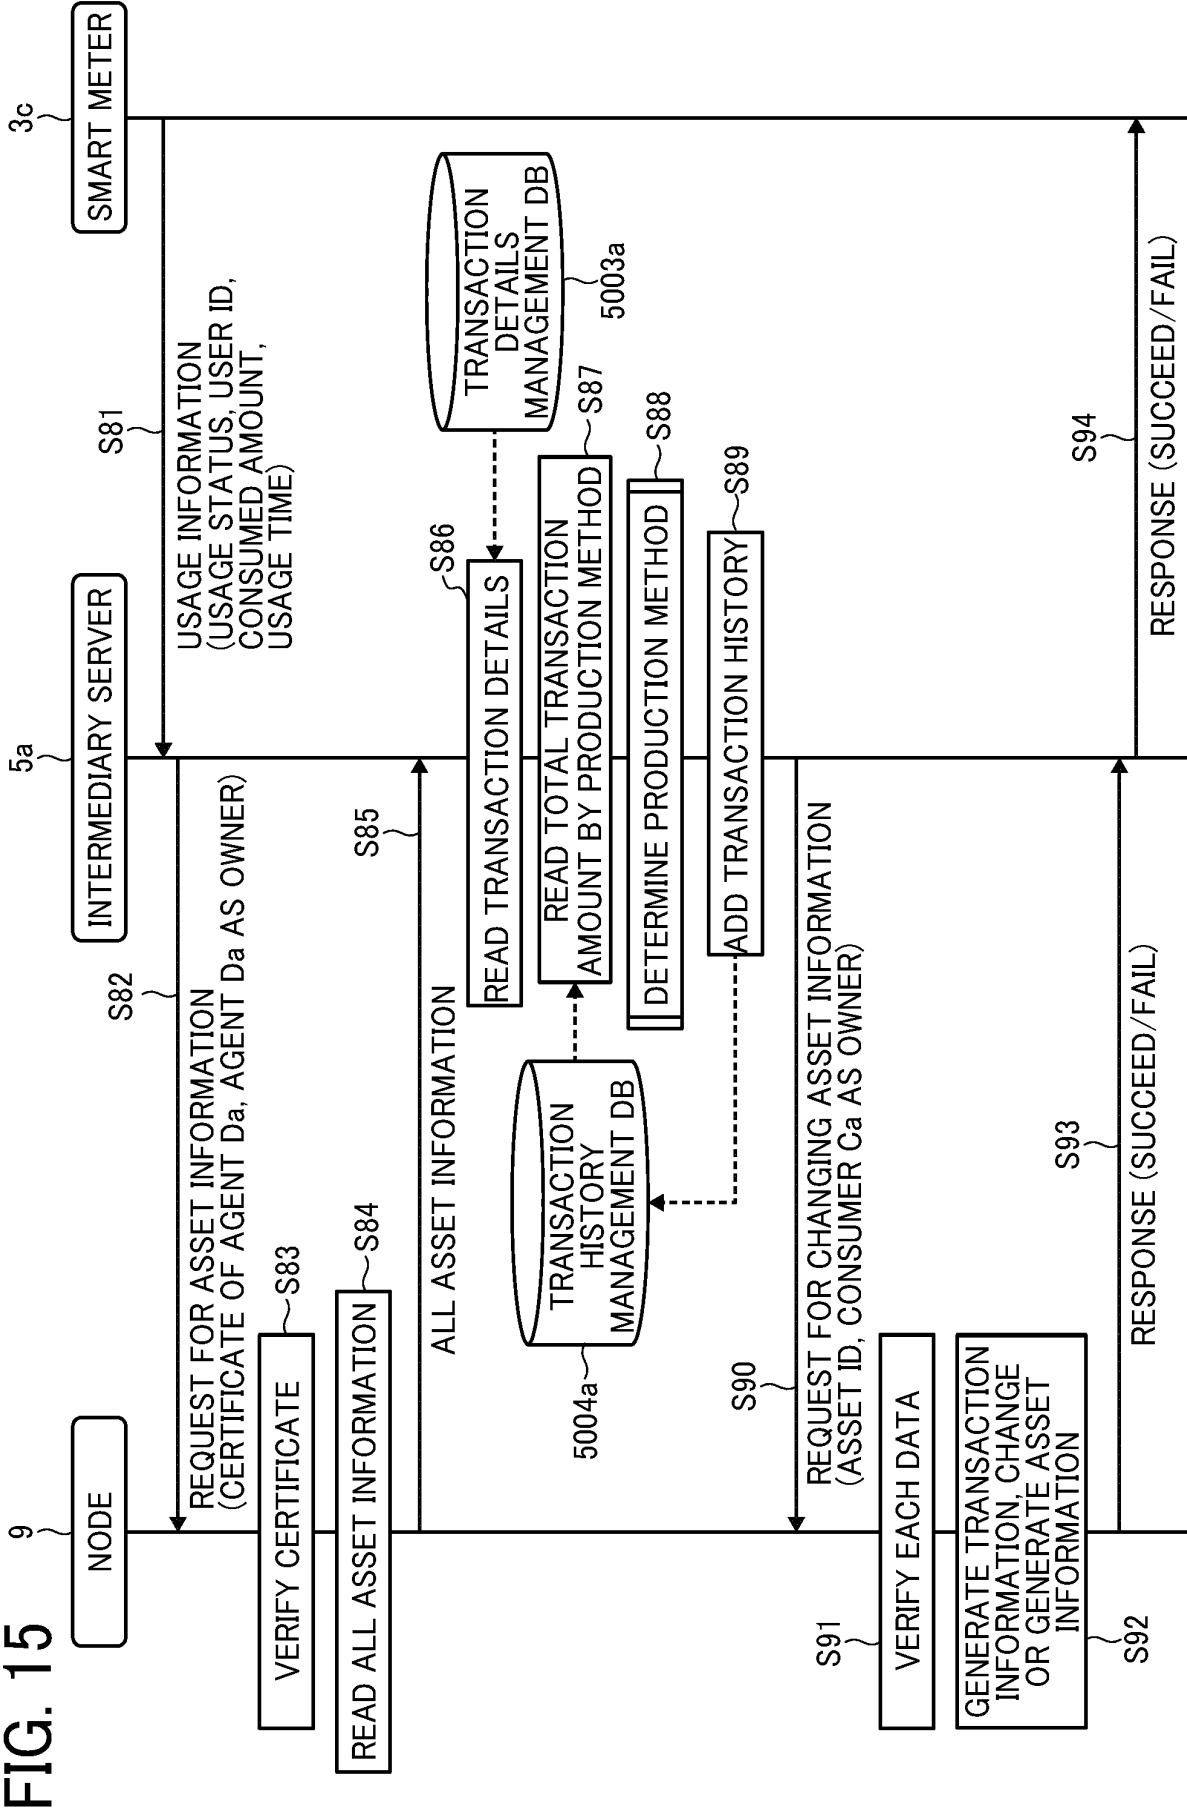 FIG. 15
9
NODE
5a
INTERMEDIARY SERVER
3c
SMART METER
S81
USAGE INFORMATION
(USAGE STATUS, USER ID,
CONSUMED AMOUNT,
USAGE TIME)
S82
REQUEST FOR ASSET INFORMATION
(CERTIFICATE OF AGENT Da, AGENT Da AS OWNER)
S83
VERIFY CERTIFICATE
S84
READ ALL ASSET INFORMATION
S85
ALL ASSET INFORMATION
S86
READ TRANSACTION DETAILS
TRANSACTION
DETAILS
MANAGEMENT DB
5003a
S87
READ TOTAL TRANSACTION
AMOUNT BY PRODUCTION METHOD
TRANSACTION
HISTORY
MANAGEMENT DB
5004a
S88
DETERMINE PRODUCTION METHOD
S89
ADD TRANSACTION HISTORY
S90
REQUEST FOR CHANGING ASSET INFORMATION
(ASSET ID, CONSUMER Ca AS OWNER)
S91
VERIFY EACH DATA
GENERATE TRANSACTION
INFORMATION, CHANGE
OR GENERATE ASSET
INFORMATION
S92
S93
RESPONSE (SUCCEED/FAIL)
S94
RESPONSE (SUCCEED/FAIL)